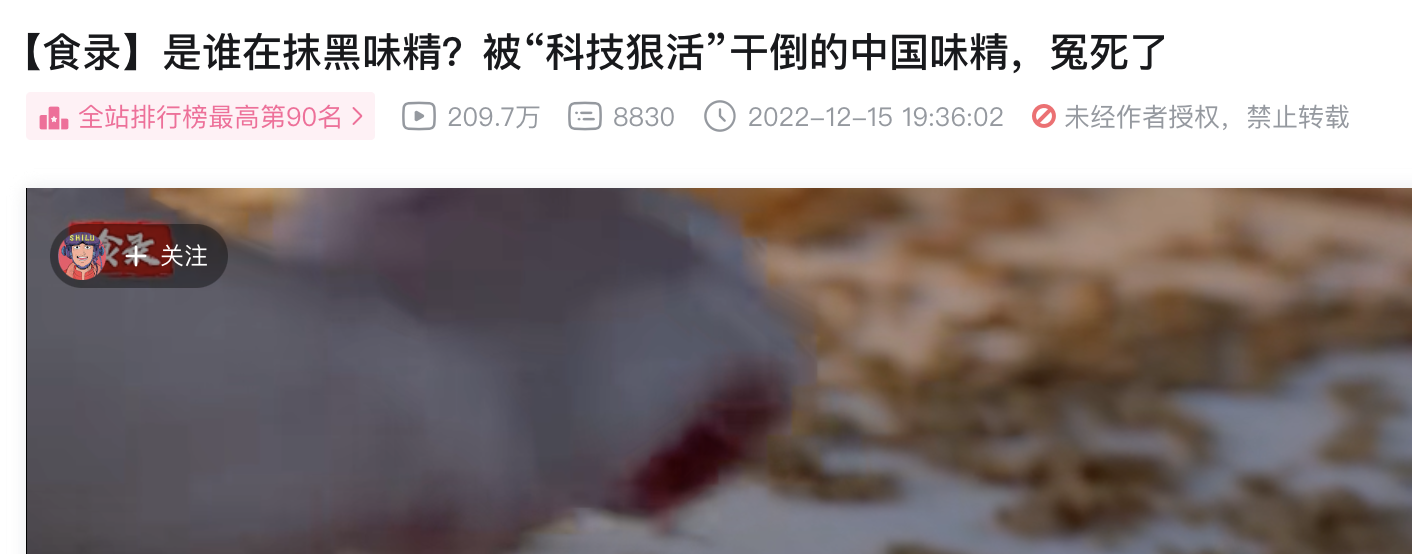 【食录】是谁在抹黑味精？被“科技狠活”干倒的中国味精，冤死了
全站排行榜最高第90名 209.7万 8830 2022-12-15 19:36:02 未经作者授权，禁止转载
SHILU 食录 + 关注